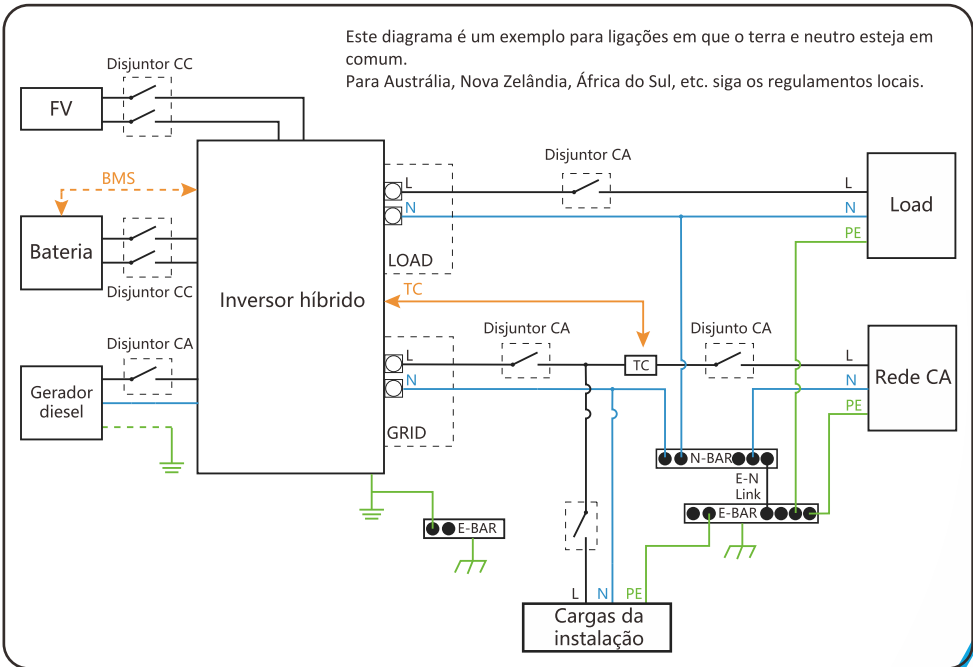 Este diagrama é um exemplo para ligações em que o terra e neutro esteja em
comum.
Para Austrália, Nova Zelândia, África do Sul, etc. siga os regulamentos locais.
Disjuntor CC
FV
BMS
Bateria
Disjuntor CC
Disjuntor CA
Gerador
diesel
Inversor híbrido
L
N
LOAD
Disjuntor CA
L
N
PE
Load
TC
Disjuntor CA
TC
Disjunto CA
L
N
GRID
L
N
PE
Rede CA
N-BAR
E-N
Link
E-BAR
E-BAR
L
N
PE
Cargas da
instalação